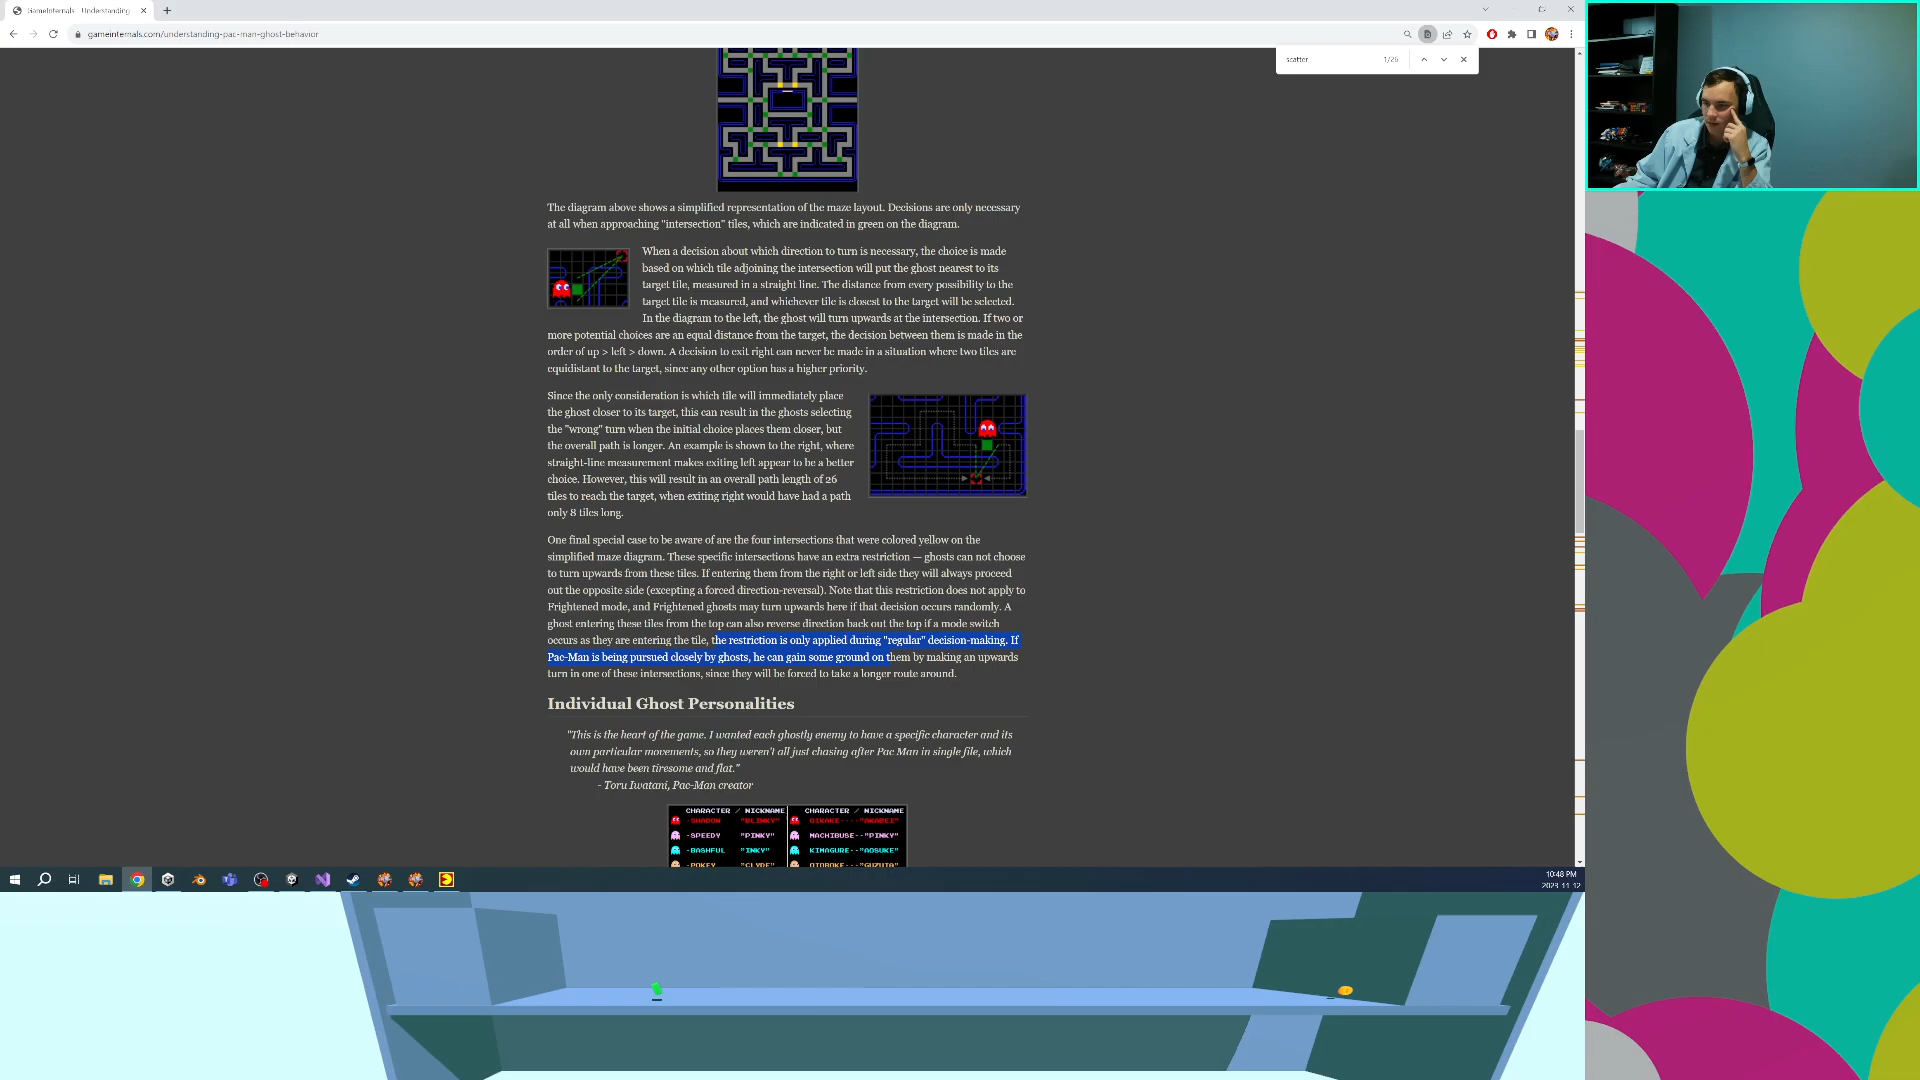 GameInternals - Understanding
gameinternals.com/understanding-pac-man-ghost-behavior
scatter
1/26
The diagram above shows a simplified representation of the maze layout. Decisions are only necessary
at all when approaching "intersection" tiles, which are indicated in green on the diagram.
When a decision about which direction to turn is necessary, the choice is made
based on which tile adjoining the intersection will put the ghost nearest to its
target tile, measured in a straight line. The distance from every possibility to the
target tile is measured, and whichever tile is closest to the target will be selected.
In the diagram to the left, the ghost will turn upwards at the intersection. If two or
more potential choices are an equal distance from the target, the decision between them is made in the
order of up > left > down. A decision to exit right can never be made in a situation where two tiles are
equidistant to the target, since any other option has a higher priority.
Since the only consideration is which tile will immediately place
the ghost closer to its target, this can result in the ghosts selecting
the "wrong" turn when the initial choice places them closer, but
the overall path is longer. An example is shown to the right, where
straight-line measurement makes exiting left appear to be a better
choice. However, this will result in an overall path length of 26
tiles to reach the target, when exiting right would have had a path
only 8 tiles long.
One final special case to be aware of are the four intersections that were colored yellow on the
simplified maze diagram. These specific intersections have an extra restriction — ghosts can not choose
to turn upwards from these tiles. If entering them from the right or left side they will always proceed
out the opposite side (excepting a forced direction-reversal). Note that this restriction does not apply to
Frightened mode, and Frightened ghosts may turn upwards here if that decision occurs randomly. A
ghost entering these tiles from the top can also reverse direction back out the top if a mode switch
occurs as they are entering the tile, the restriction is only applied during "regular" decision-making. If
Pac-Man is being pursued closely by ghosts, he can gain some ground on them by making an upwards
turn in one of these intersections, since they will be forced to take a longer route around.
Individual Ghost Personalities
"This is the heart of the game. I wanted each ghostly enemy to have a specific character and its
own particular movements, so they weren't all just chasing after Pac Man in single file, which
would have been tiresome and flat."
- Toru Iwatani, Pac-Man creator
CHARACTER / NICKNAME CHARACTER / NICKNAME
-SHADOW "BLINKY" OIKAKE----"AKABEI"
-SPEEDY "PINKY" MACHIBUSE--"PINKY"
-BASHFUL "INKY" KIMAGURE--"AOSUKE"
-POKEY "CLYDE" OTOBOKE---"GUZUTA"
10:48 PM
2023-11-12